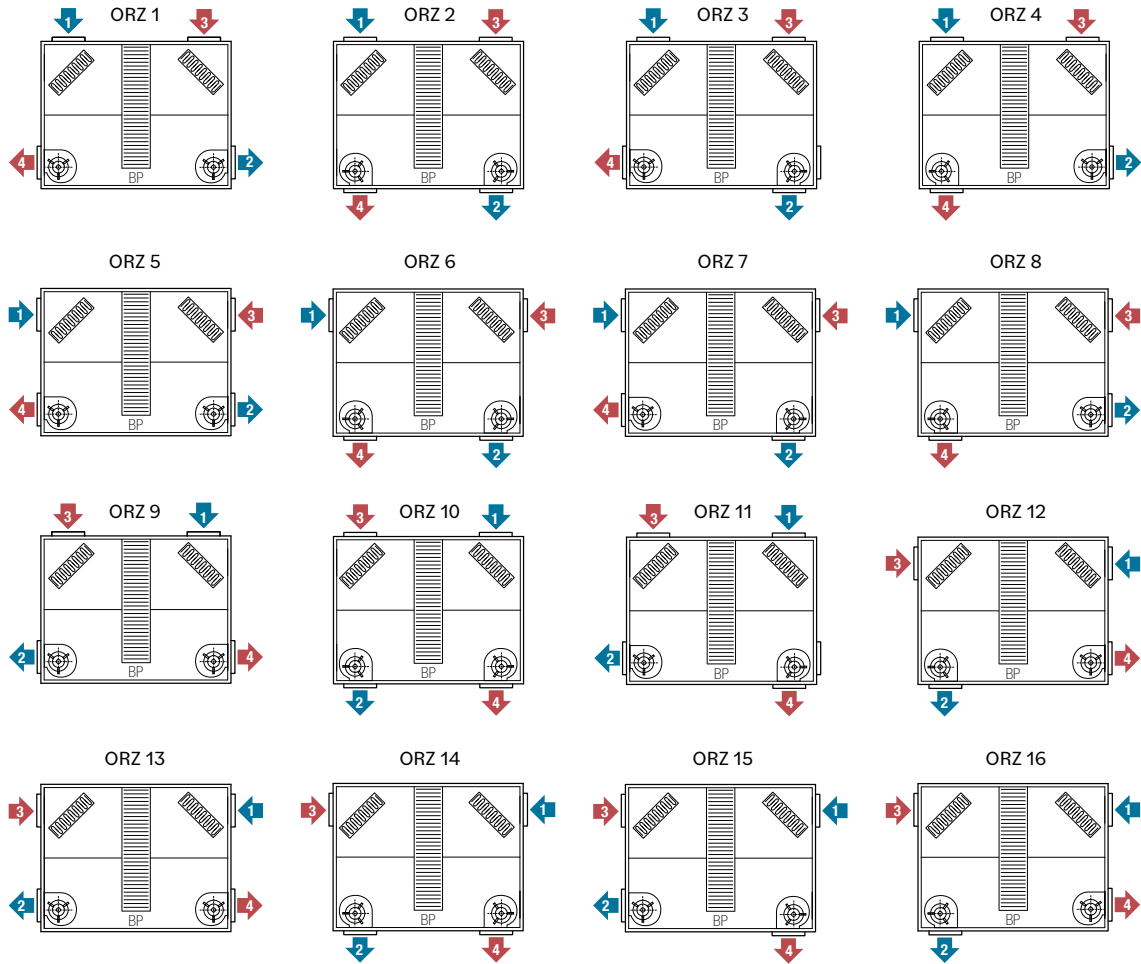 ORZ 1 ORZ 2 ORZ 3 ORZ 4
1 3 1 3 1 3 1 3
4 2 4 2
BP BP BP BP
4 2 2 4
ORZ 5 ORZ 6 ORZ 7 ORZ 8
1 3 1 3 1 3 1 3
4 2 4 2
BP BP BP BP
4 2 2 4
3 ORZ 9 1 3 ORZ 10 1 3 ORZ 11 1 ORZ 12
3 1
2 4 2 4
BP BP BP BP
2 4 4 2
ORZ 13 ORZ 14 ORZ 15 ORZ 16
3 1 3 1 3 1 3 1
2 4 2 4
BP BP BP BP
2 4 4 2